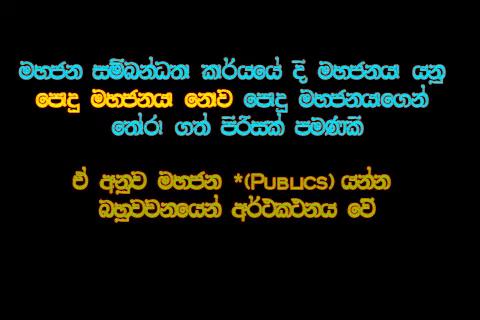 මහජන සම්බන්ධතා කාර්යයේ දී මහජනයා යනු
පොදු මහජනයා නොව පොදු මහජනයාගෙන්
තෝරා ගත් පිරිසක් පමණකි
ඒ අනුව මහජන *(PUBLICS) යන්න
බහුවචනයෙන් අර්ථකථනය වේ